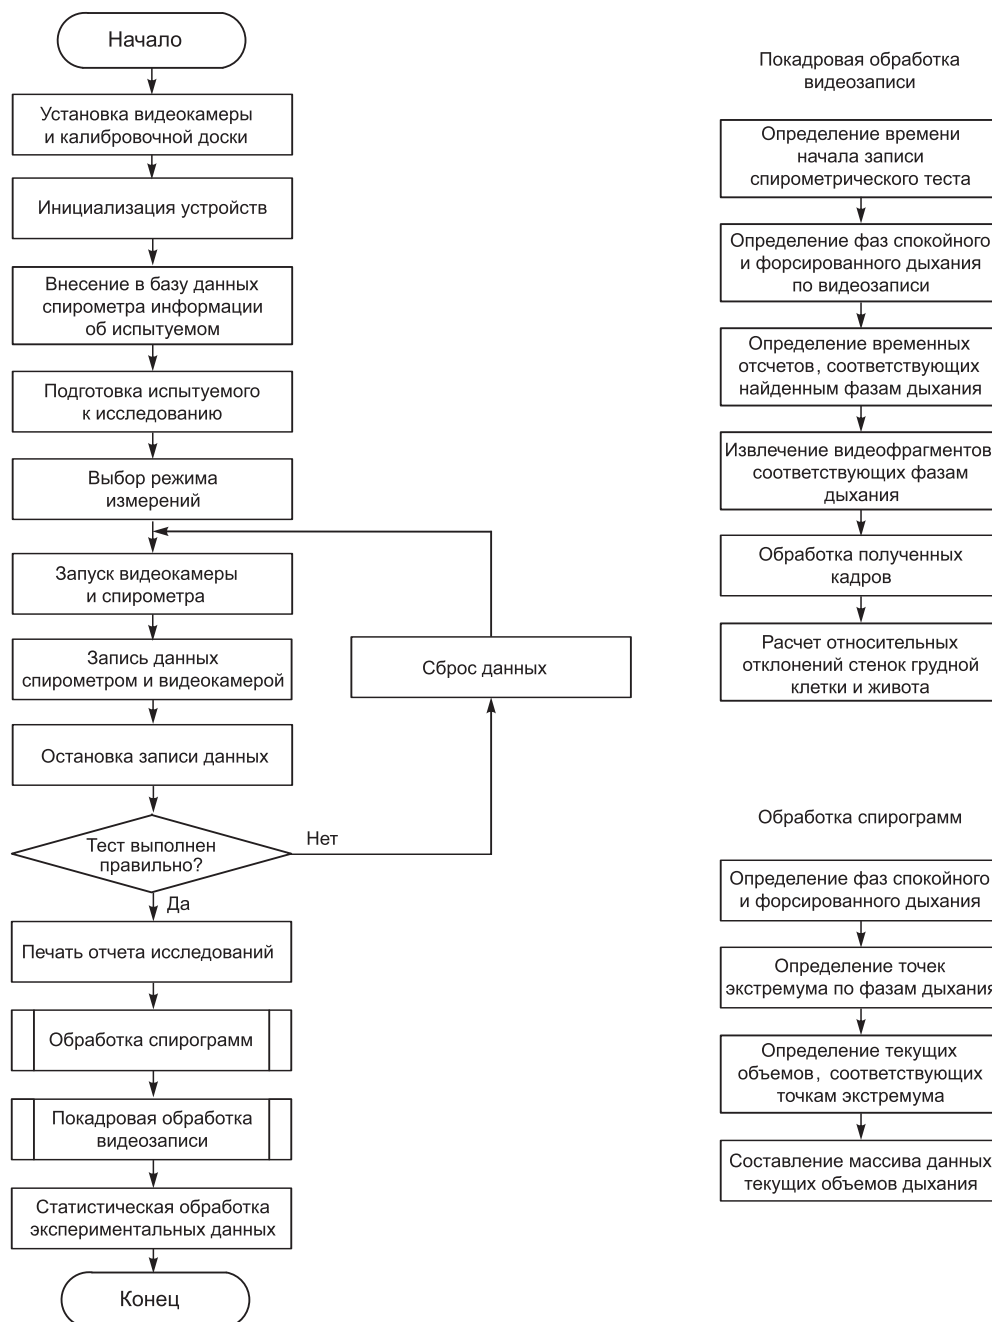 Начало
Установка видеокамеры
и калибровочной доски
Инициализация устройств
Внесение в базу данных
спирометра информации
об испытуемом
Подготовка испытуемого
к исследованию
Выбор режима
измерений
Запуск видеокамеры
и спирометра
Запись данных
спирометром и видеокамерой
Сброс данных
Остановка записи данных
Тест выполнен
правильно?
Нет
Да
Печать отчета исследований
Обработка спирограмм
Покадровая обработка
видеозаписи
Статистическая обработка
экспериментальных данных
Конец
Покадровая обработка
видеозаписи
Определение времени
начала записи
спирометрического теста
Определение фаз спокойного
и форсированного дыхания
по видеозаписи
Определение временных
отсчетов, соответствующих
найденным фазам дыхания
Извлечение видеофрагментов
соответствующих фазам
дыхания
Обработка полученных
кадров
Расчет относительных
отклонений стенок грудной
клетки и живота
Обработка спирограмм
Определение фаз спокойного
и форсированного дыхания
Определение точек
экстремума по фазам дыхания
Определение текущих
объемов, соответствующих
точкам экстремума
Составление массива данных
текущих объемов дыхания